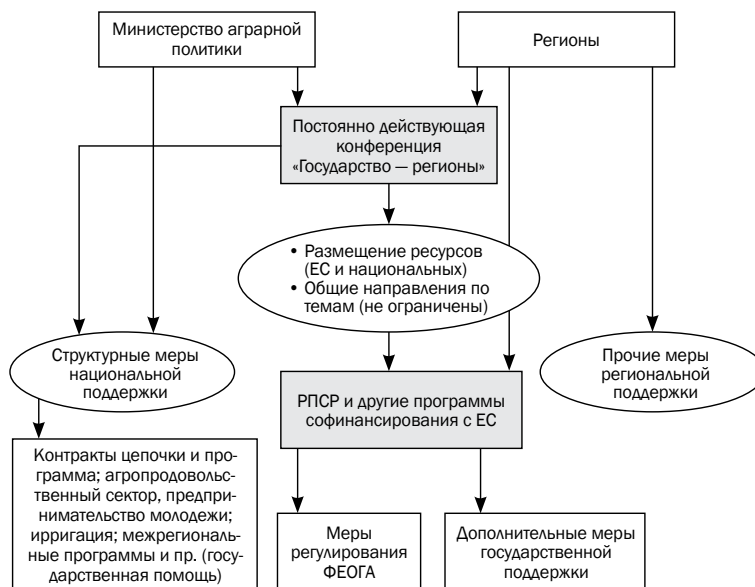 Министерство аграрной
политики
Регионы
Постоянно действующая
конференция
«Государство — регионы»
• Размещение ресурсов
(ЕС и национальных)
• Общие направления по
темам (не ограничены)
Структурные меры
национальной
поддержки
Прочие меры
региональной
поддержки
РПСР и другие программы
софинансирования с ЕС
Контракты цепочки и про-
грамма; агропродовольст-
венный сектор, предпри-
нимательство молодежи;
ирригация; межрегиональ-
ные программы и пр. (госу-
дарственная помощь)
Меры
регулирования
ФЕОГА
Дополнительные меры
государственной
поддержки